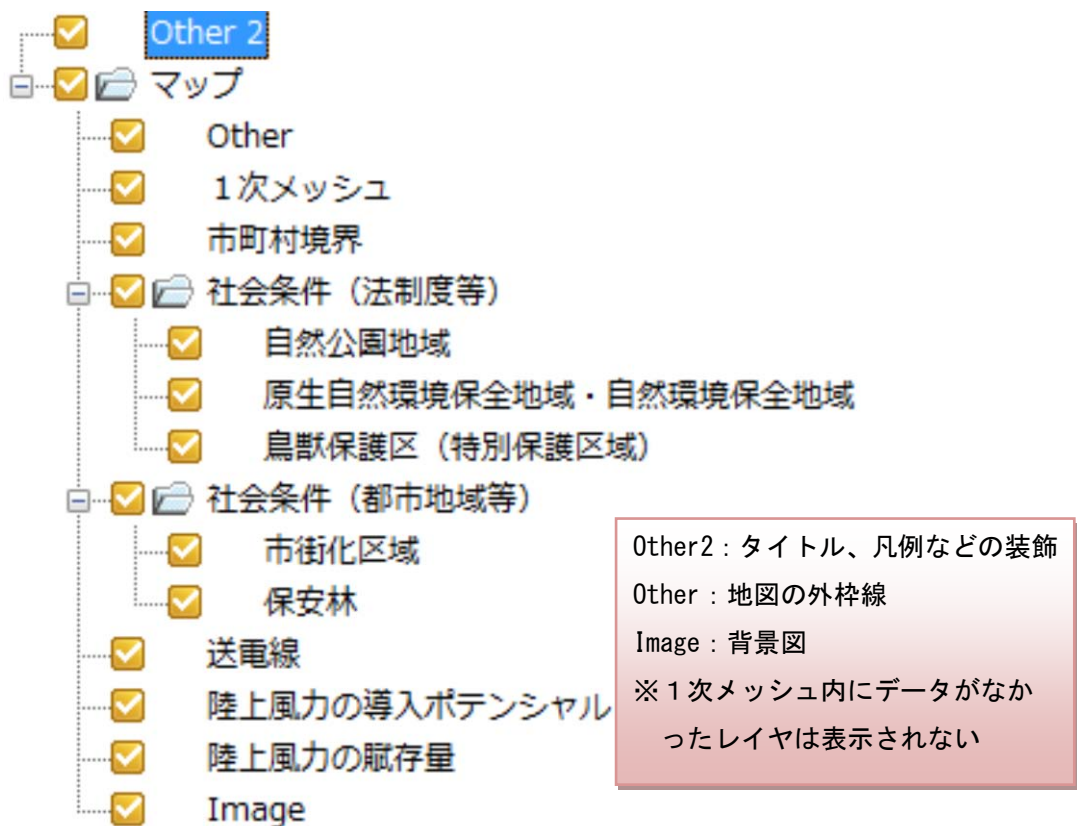 Other 2
マップ
Other
１次メッシュ
市町村境界
社会条件（法制度等）
自然公園地域
原生自然環境保全地域・自然環境保全地域
鳥獣保護区（特別保護区域）
社会条件（都市地域等）
市街化区域
保安林
送電線
陸上風力の導入ポテンシャル
陸上風力の賦存量
Image
Other2：タイトル、凡例などの装飾
Other：地図の外枠線
Image：背景図
※１次メッシュ内にデータがなか
ったレイヤは表示されない